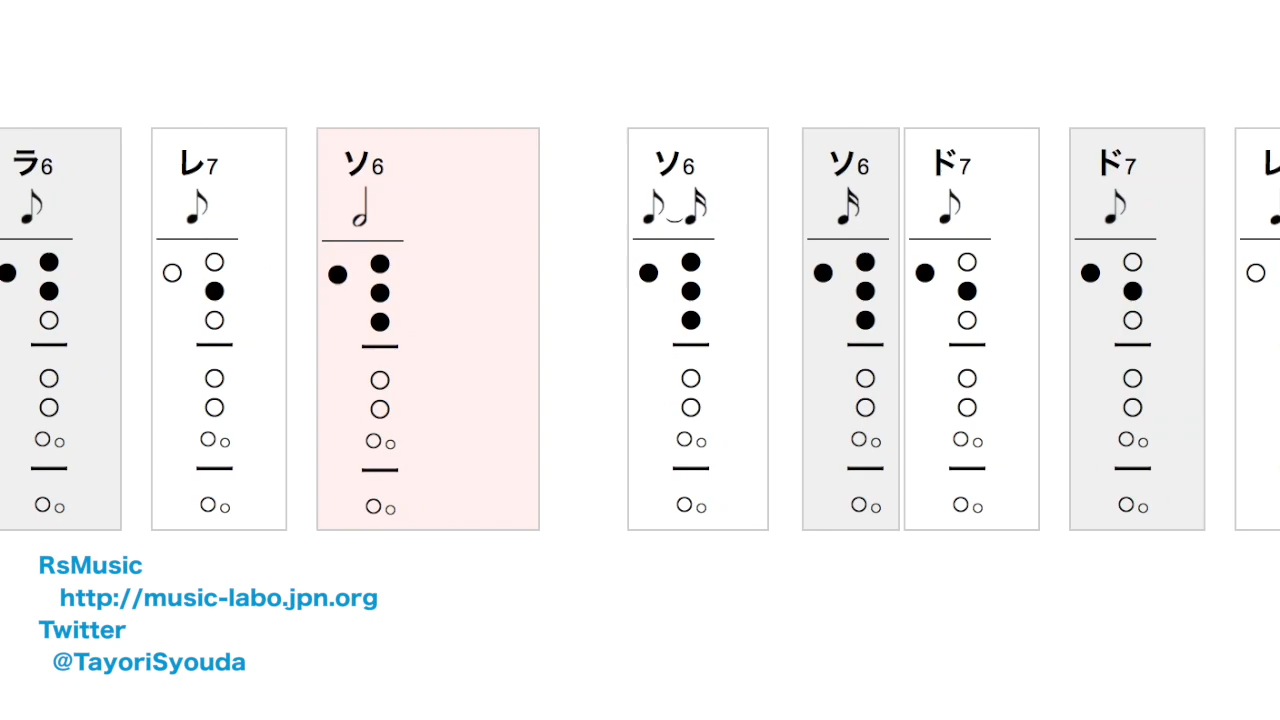 ラ6 レ7 ソ6 ソ6 ソ6 ド7 ド7
RsMusic
http://music-labo.jpn.org
Twitter
@TayoriSyouda